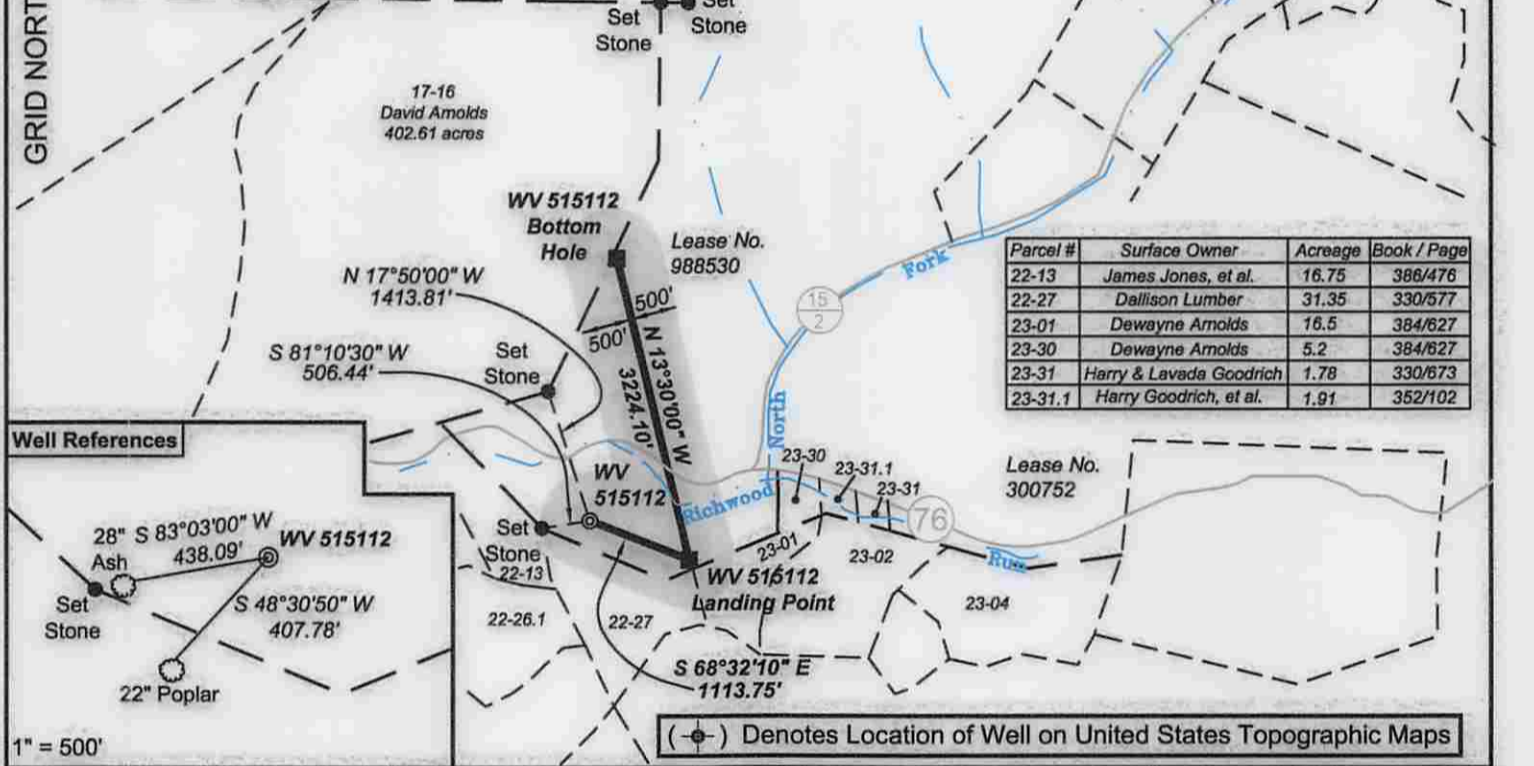 GRID NORT
Set
Stone
Set
Stone
17-16
David Arnolds
402.61 acres
WV 515112
Bottom
Hole
Lease No.
988530
N 17°50'00" W
1413.81'
500'
500'
N 13°30'00" W
3224.10'
S 81°10'30" W
506.44'
Set
Stone
15
2
Fork
North
Parcel # Surface Owner Acreage Book / Page
22-13 James Jones, et al. 16.75 386/476
22-27 Dallison Lumber 31.35 330/577
23-01 Dewayne Arnolds 16.5 384/627
23-30 Dewayne Arnolds 5.2 384/627
23-31 Harry & Lavada Goodrich 1.78 330/673
23-31.1 Harry Goodrich, et al. 1.91 352/102
WV
515112
Richwood
23-30
23-31.1
23-31
76
Lease No.
300752
Run
Set
Stone
22-13
22-26.1
22-27
23-01
23-02
23-04
WV 515112
Landing Point
S 68°32'10" E
1113.75'
Well References
28" S 83°03'00" W
Ash 438.09'
WV 515112
Set
Stone
S 48°30'50" W
407.78'
22" Poplar
1" = 500'
( ) Denotes Location of Well on United States Topographic Maps